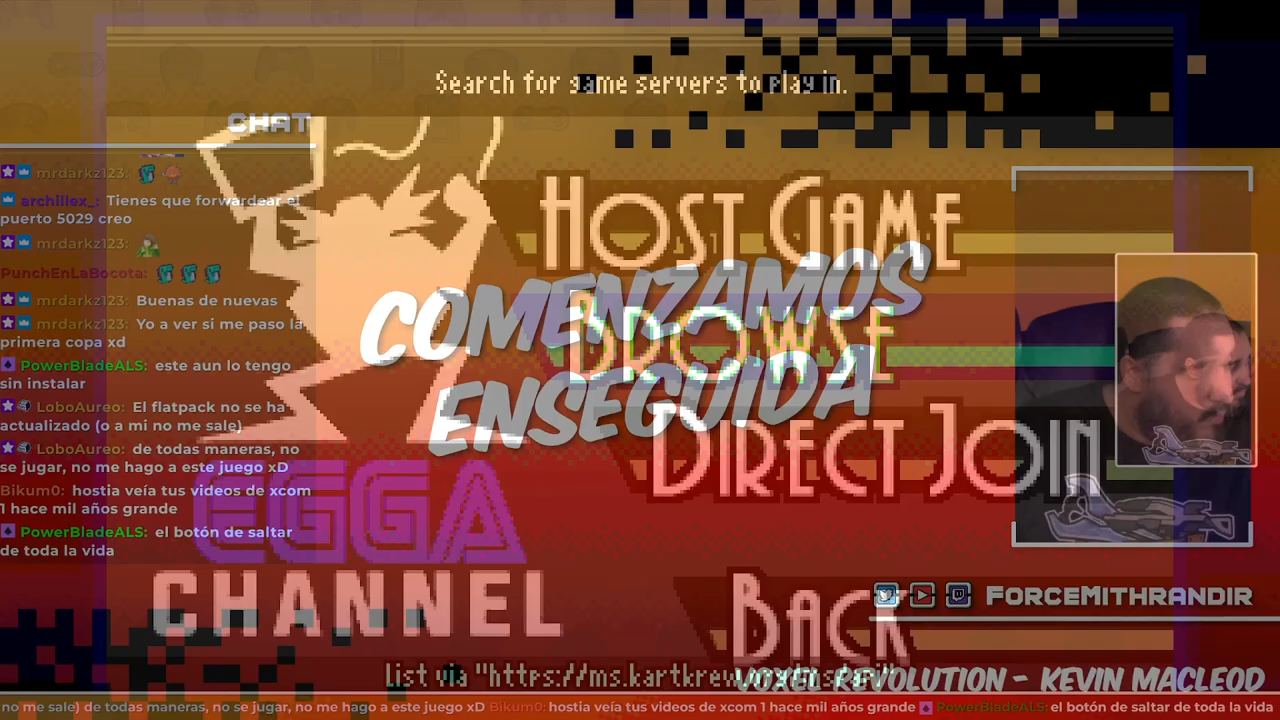 Search for game servers to play in.
CHAT
mrdarkz123:
archillex_: Tienes que forwardear el
puerto 5029 creo
mrdarkz123:
PunchEnLaBocota:
mrdarkz123: Buenas de nuevas
mrdarkz123: Yo a ver si me paso la
primera copa xd
PowerBladeALS: este aun lo tengo
sin instalar
LoboAureo: El flatpack no se ha
actualizado (o a mi no me sale)
LoboAureo: de todas maneras, no
se jugar, no me hago a este juego xD
Bikum0: hostia veía tus videos de xcom
1 hace mil años grande
PowerBladeALS: el botón de saltar
de toda la vida
HOST GAME
COMENZAMOS
BROWSE
ENSEGUIDA
DIRECT JOIN
EGGA
CHANNEL
BACK
FORCEMITHRANDIR
List via "https://ms.kartkrew
VOXEL REVOLUTION - KEVIN MACLEOD
no me sale) de todas maneras, no se jugar, no me hago a este juego xD Bikum0: hostia veía tus videos de xcom 1 hace mil años grande PowerBladeALS: el botón de saltar de toda la vida